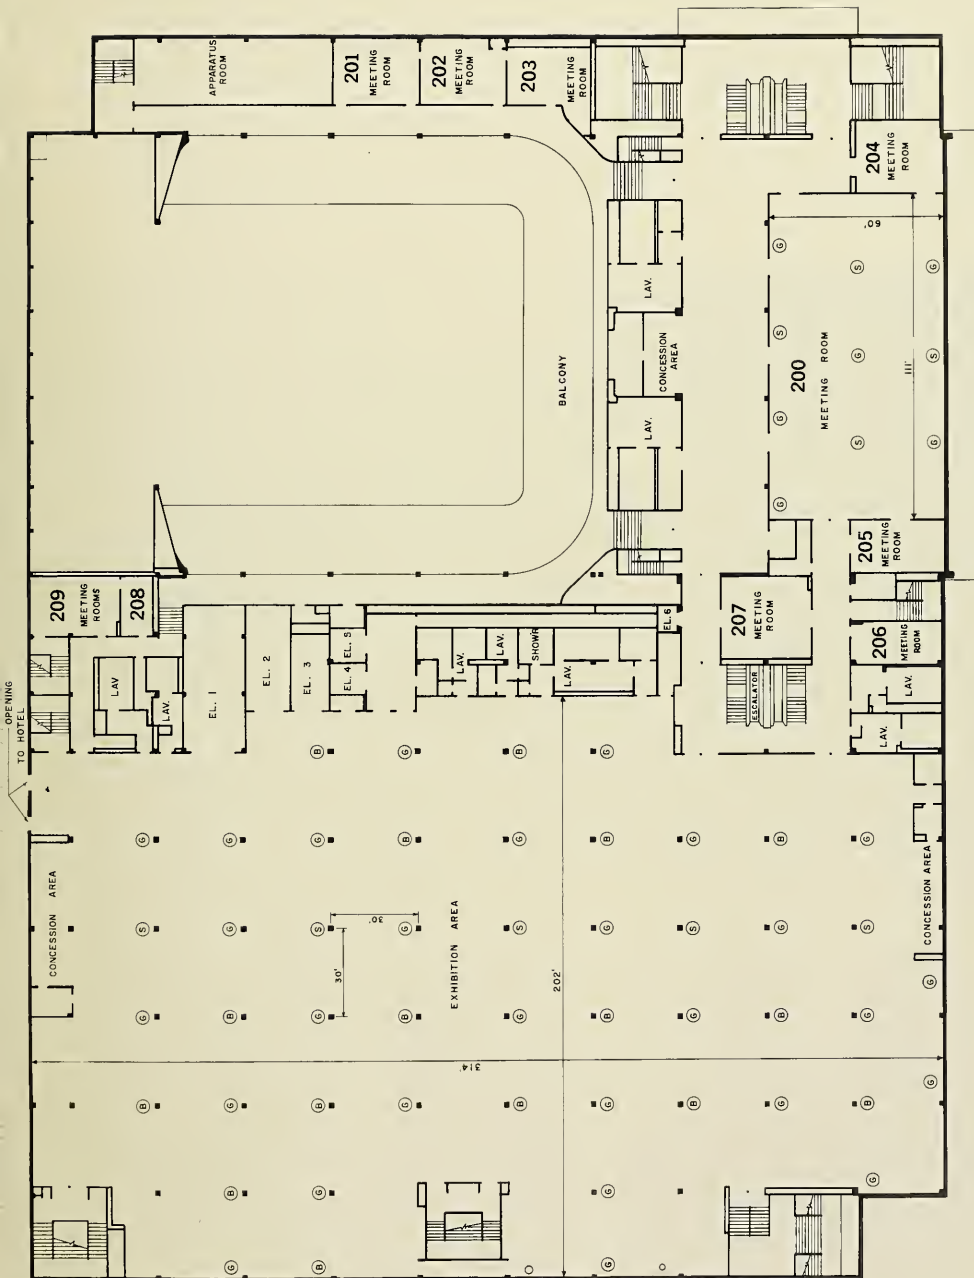 APPARATUS
ROOM
201
MEETING
ROOM
202
MEETING
ROOM
203
MEETING
ROOM
204
MEETING
ROOM
60'
G
S
G
LAV.
CONCESSION
AREA
BALCONY
S
200
MEETING ROOM
G
S
111'
LAV.
G
S
G
G
205
MEETING
ROOM
209
MEETING
ROOMS
208
EL. 6
207
MEETING
ROOM
206
MEETING
ROOM
EL. 2
EL. 3
EL. 5
EL. 4
LAV.
LAV.
SHOWR
LAV.
LAV
LAV.
EL. 1
ESCALATOR
LAV.
LAV.
OPENING
TO HOTEL
B
G
B
G
G
G
G
B
G
B
G
B
G
CONCESSION AREA
CONCESSION AREA
30'
EXHIBITION AREA
S
G
S
G
S
G
S
G
S
30'
202'
G
G
B
G
B
G
B
G
B
G
314'
G
B
G
B
G
B
G
B
G
B
B
G
G
G
G
B
G